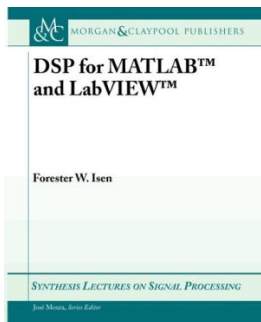 M&C
MORGAN & CLAYPOOL PUBLISHERS
DSP for MATLAB™
and LabVIEW™
Forester W. Isen
SYNTHESIS LECTURES ON SIGNAL PROCESSING
José Moura, Series Editor